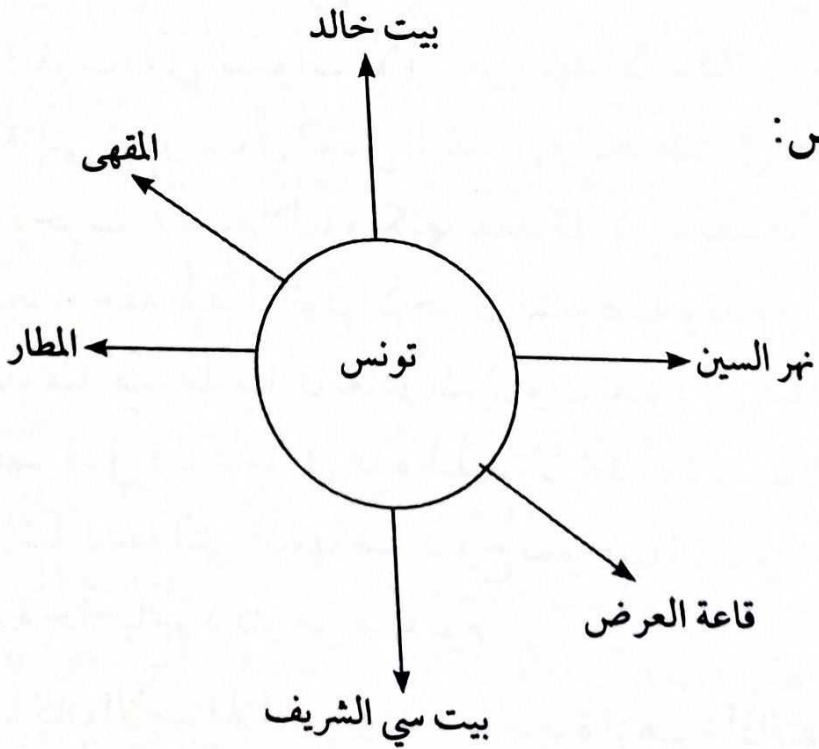 بيت خالد
المقهى
المطار
تونس
نهر السين
قاعة العرض
بيت سي الشريف